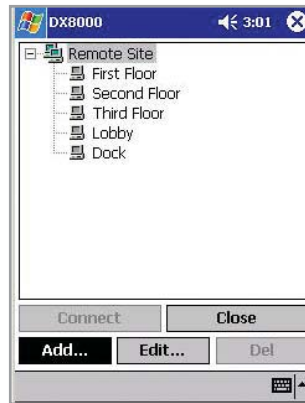 DX8000 3:01
Remote Site
First Floor
Second Floor
Third Floor
Lobby
Dock
Connect Close
Add... Edit... Del